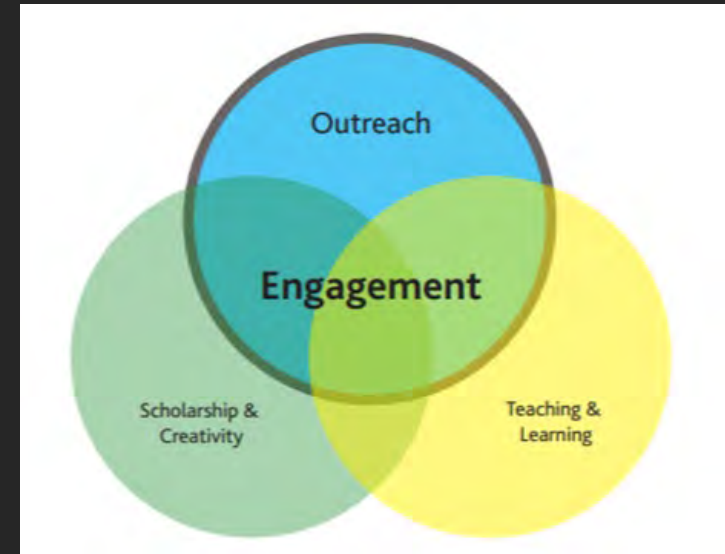 Outreach
Engagement
Scholarship &
Creativity
Teaching &
Learning